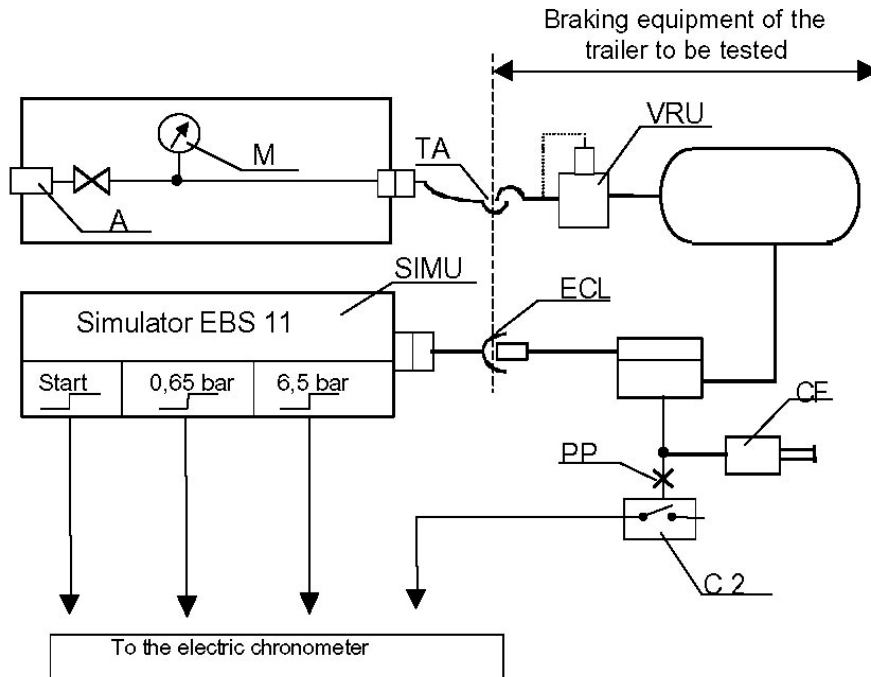 Braking equipment of the
trailer to be tested
VRU
TA
M
A
SIMU
ECL
Simulator EBS 11
Start
0,65 bar
6,5 bar
CF
PP
C 2
To the electric chronometer